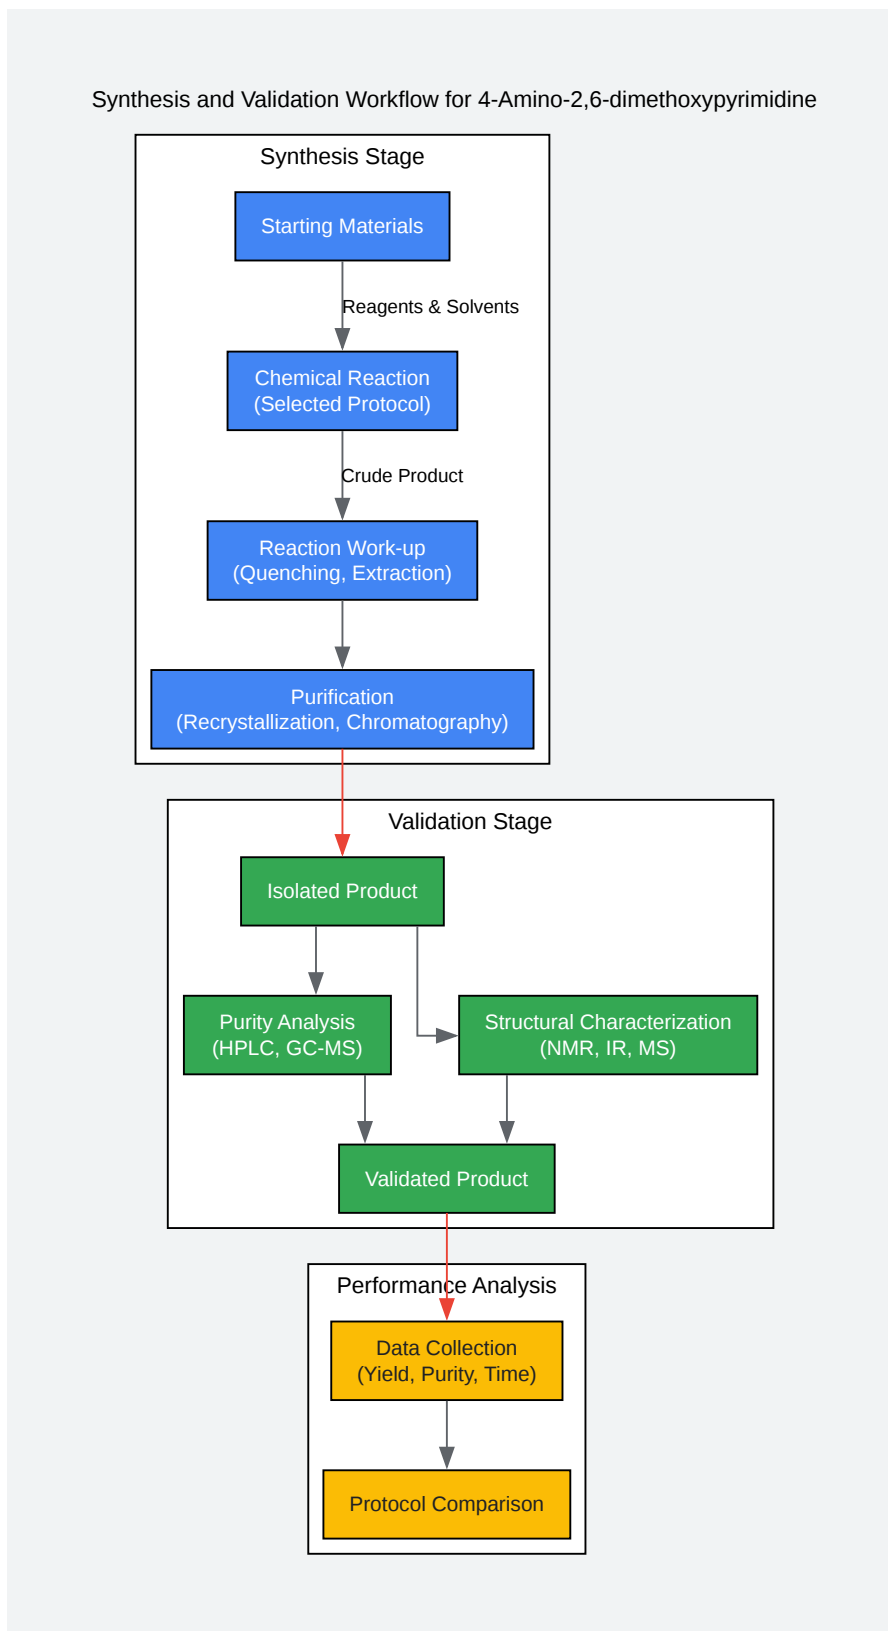 Synthesis and Validation Workflow for 4-Amino-2,6-dimethoxypyrimidine
Synthesis Stage
Starting Materials
Reagents & Solvents
Chemical Reaction
(Selected Protocol)
Crude Product
Reaction Work-up
(Quenching, Extraction)
Purification
(Recrystallization, Chromatography)
Validation Stage
Isolated Product
Purity Analysis
(HPLC, GC-MS)
Structural Characterization
(NMR, IR, MS)
Validated Product
Performance Analysis
Data Collection
(Yield, Purity, Time)
Protocol Comparison